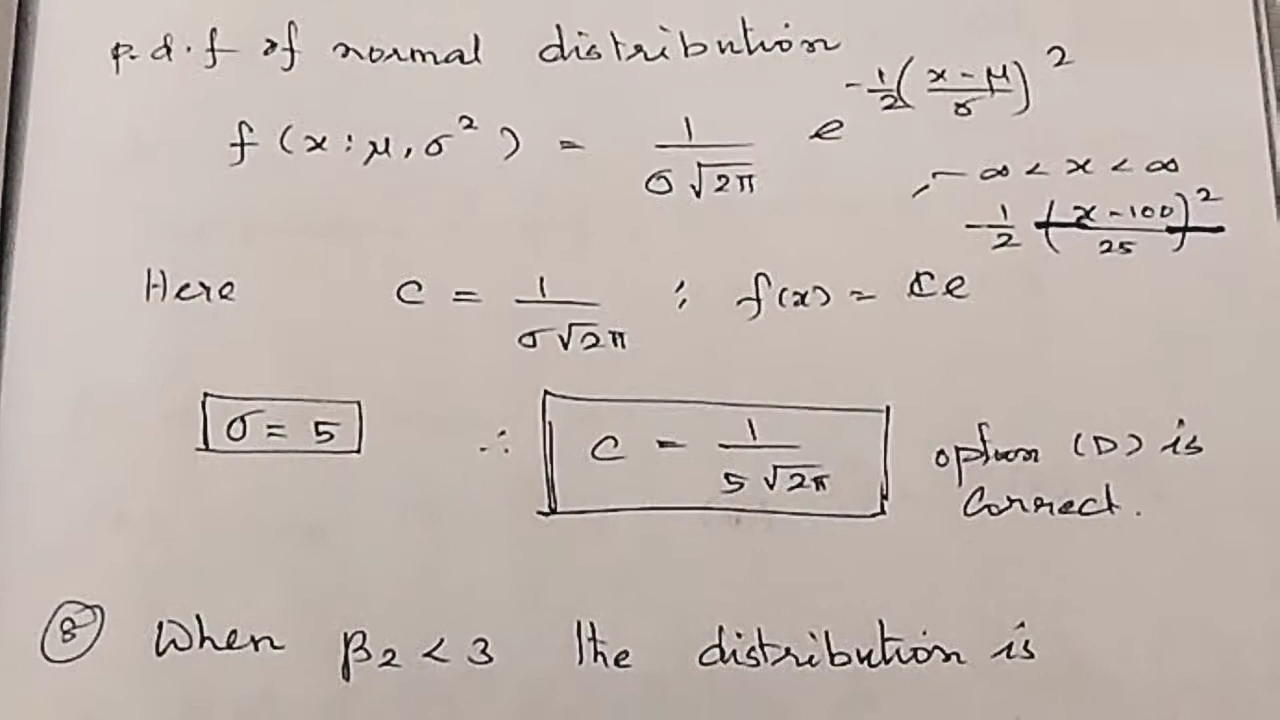 p.d.f of normal distribution
f(x:μ,σ²) = 1/(σ√2π) e^(-1/2((x-μ)/σ)²)
, -∞ < x < ∞
Here C = 1/(σ√2π) ; f(x) = Ce^(-1/2 (x-100)²/25)
σ = 5 ∴ C = 1/(5√2π) option (D) is
Correct.
⑧ When β₂ < 3 the distribution is